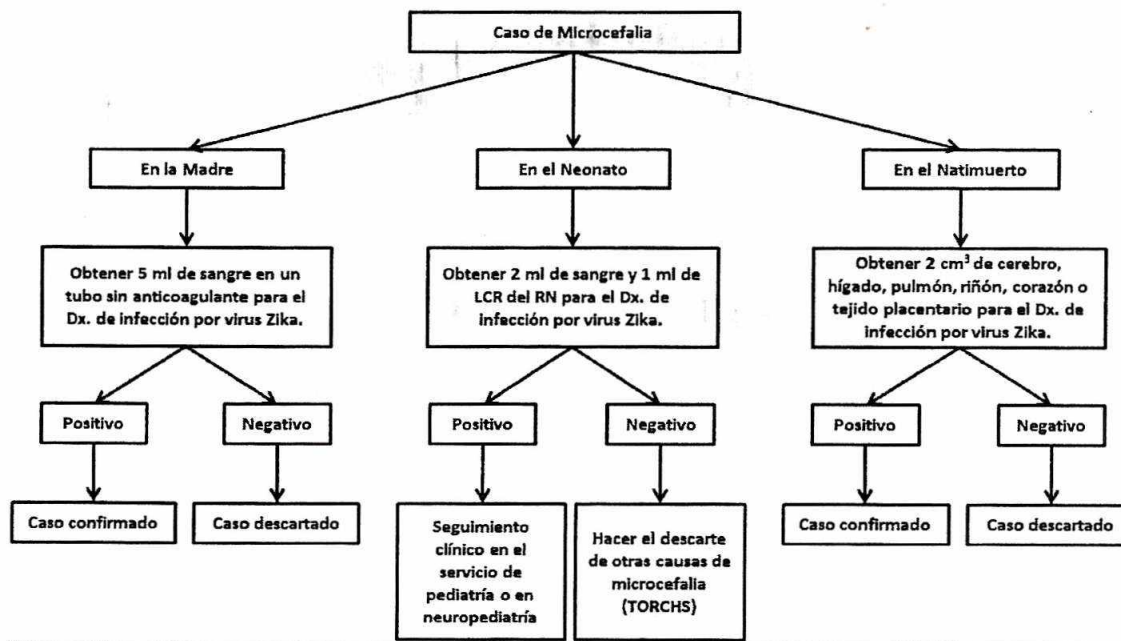 Caso de Microcefalia
En la Madre
En el Neonato
En el Natimuerto
Obtener 5 ml de sangre en un
tubo sin anticoagulante para el
Dx. de infección por virus Zika.
Obtener 2 ml de sangre y 1 ml de
LCR del RN para el Dx. de
infección por virus Zika.
Obtener 2 cm³ de cerebro,
hígado, pulmón, riñón, corazón o
tejido placentario para el Dx. de
infección por virus Zika.
Positivo
Negativo
Positivo
Negativo
Positivo
Negativo
Caso confirmado
Caso descartado
Seguimiento
clínico en el
servicio de
pediatría o en
neuropediatría
Hacer el descarte
de otras causas de
microcefalia
(TORCHS)
Caso confirmado
Caso descartado